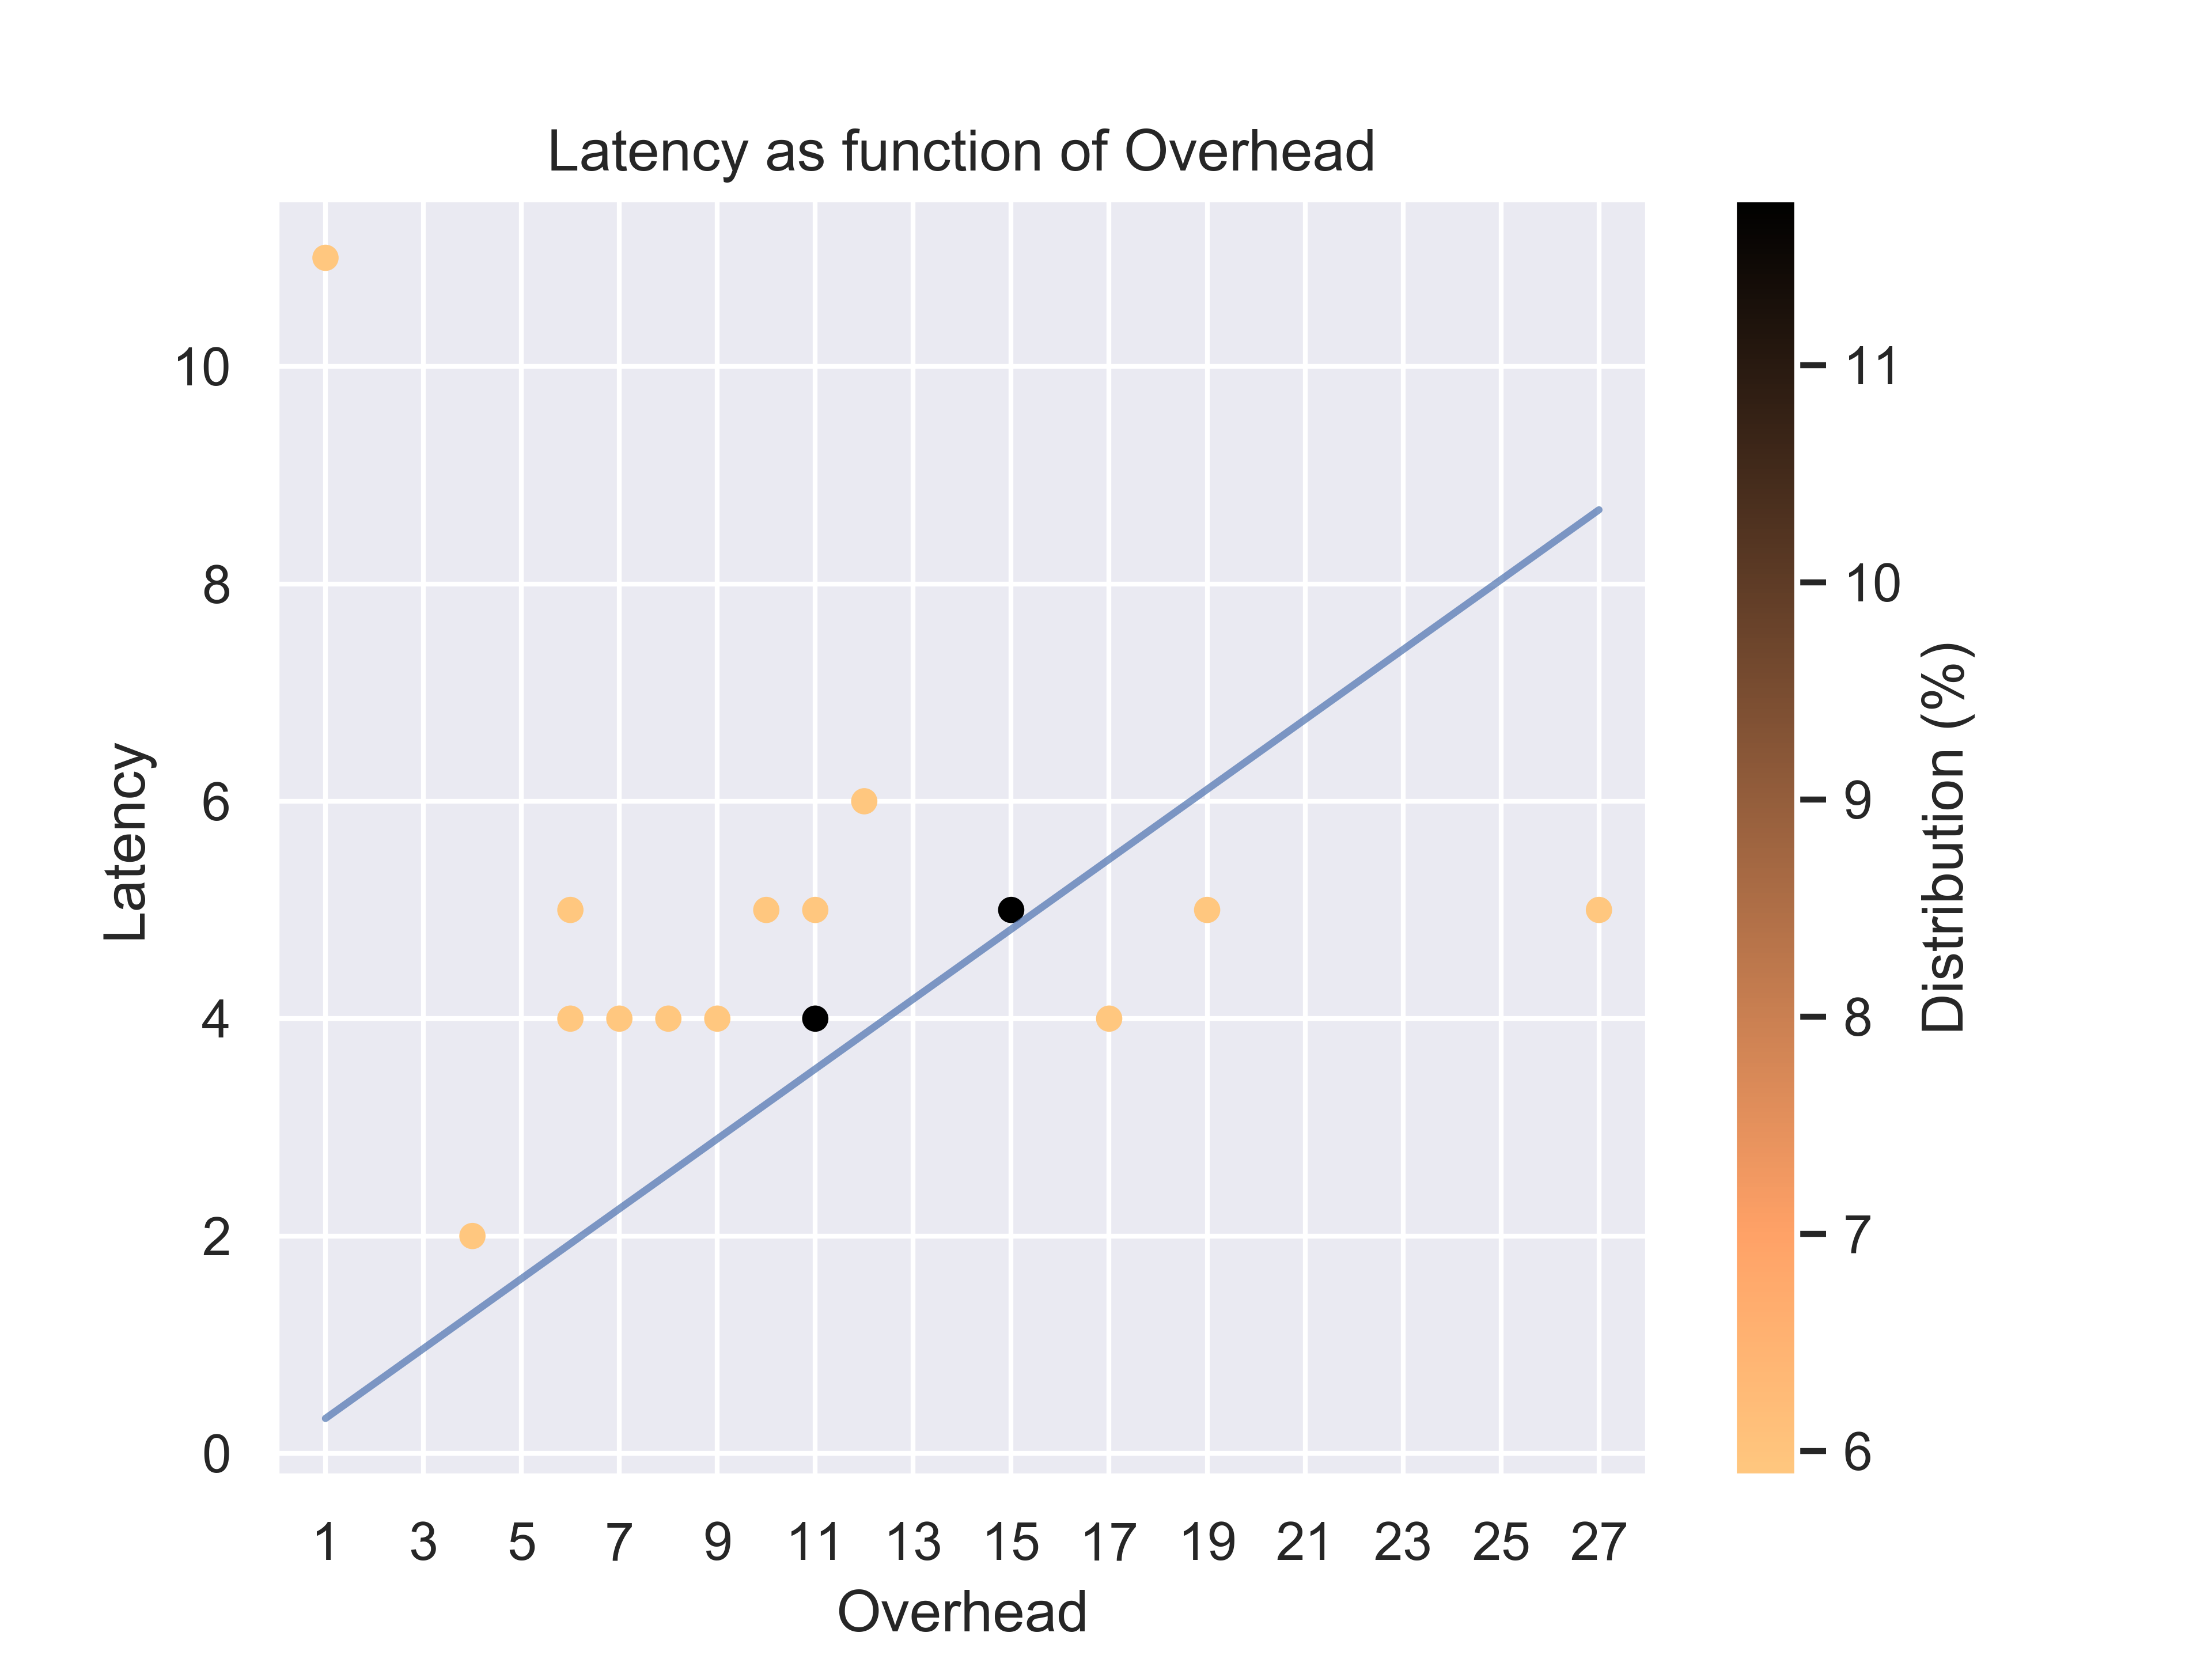 Latency as function of Overhead
Latency
10
8
6
4
2
0
1 3 5 7 9 11 13 15 17 19 21 23 25 27
Overhead
11
10
9
8
7
6
Distribution (%)